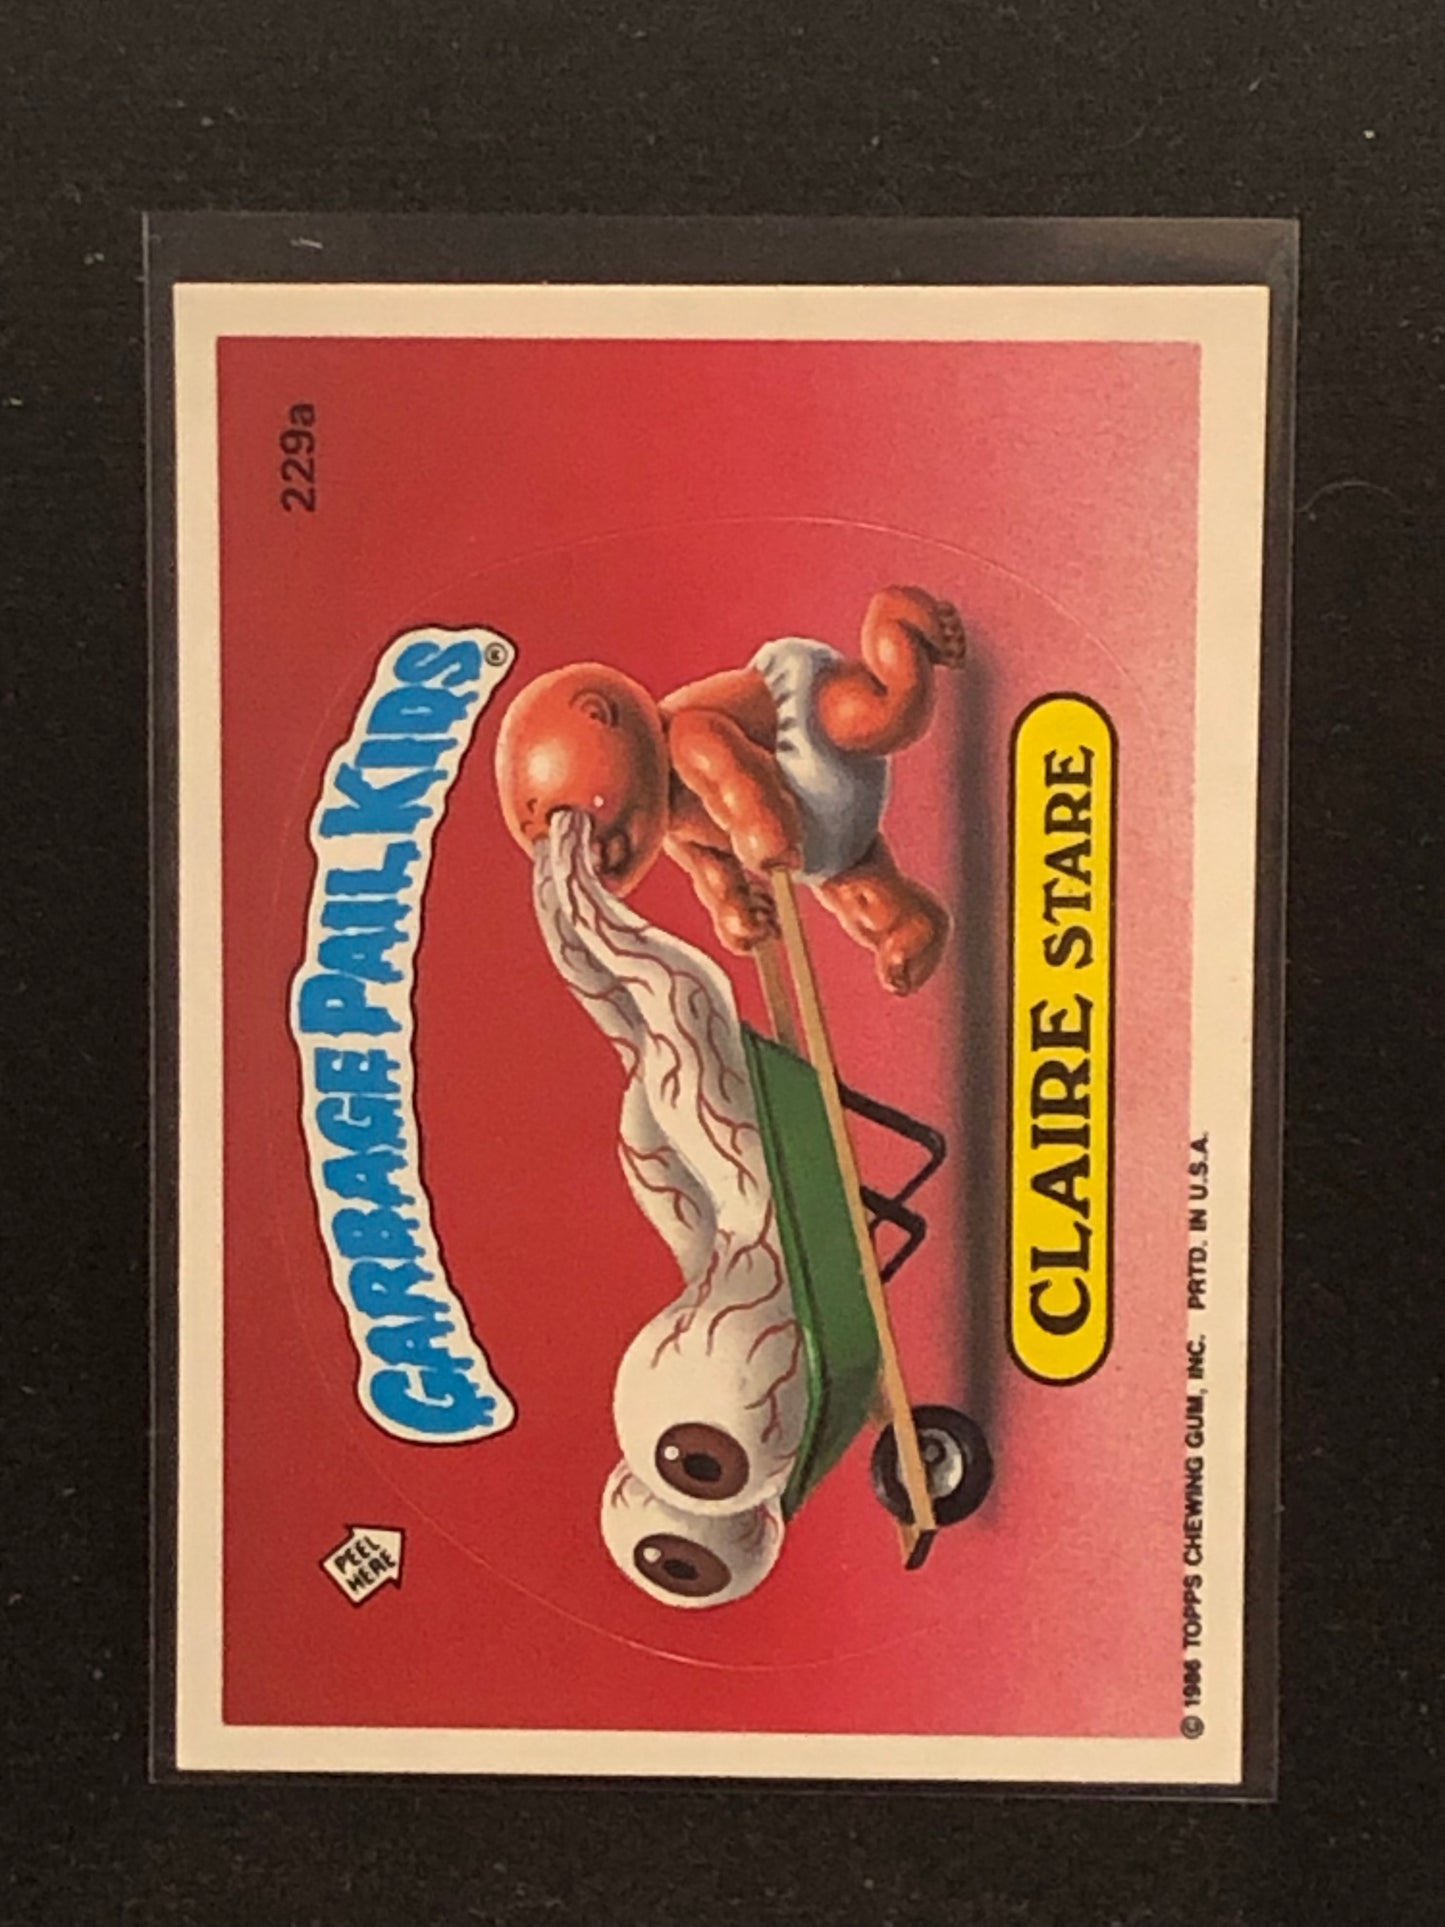 PEEL
HERE
GARBAGE PAIL KIDS®
229a
CLAIRE STARE
© 1986 TOPPS CHEWING GUM, INC. PRTD. IN U.S.A.